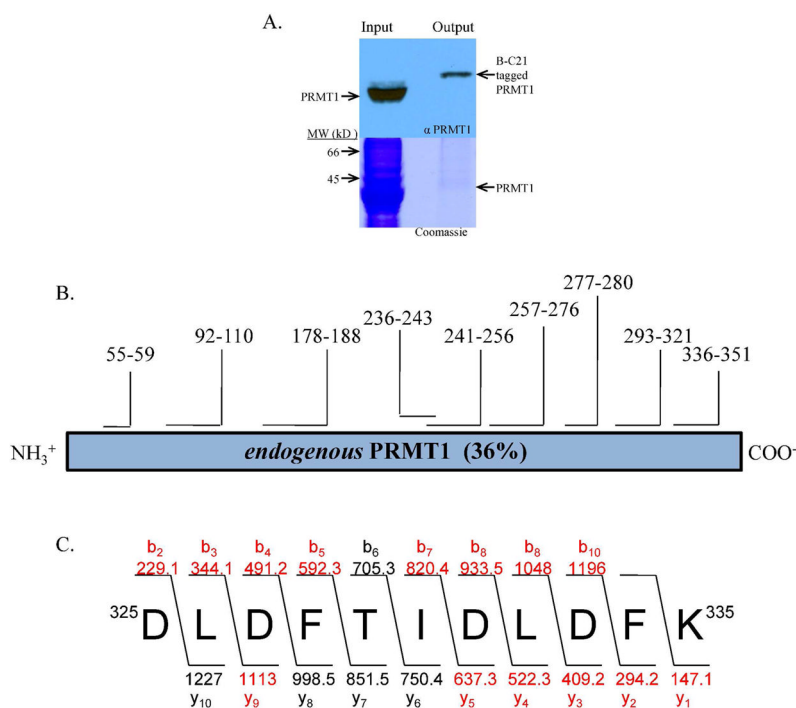 A.
Input Output
B-C21
tagged
PRMT1
PRMT1
α PRMT1
MW (kD)
66
45
PRMT1
Coomassie
B.
277-280
236-243
257-276
92-110 178-188 241-256 293-321
55-59 336-351
NH3+ endogenous PRMT1 (36%) COO-
C.
b2 b3 b4 b5 b6 b7 b8 b8 b10
229.1 344.1 491.2 592.3 705.3 820.4 933.5 1048 1196
325 D L D F T I D L D F K 335
1227 1113 998.5 851.5 750.4 637.3 522.3 409.2 294.2 147.1
y10 y9 y8 y7 y6 y5 y4 y3 y2 y1